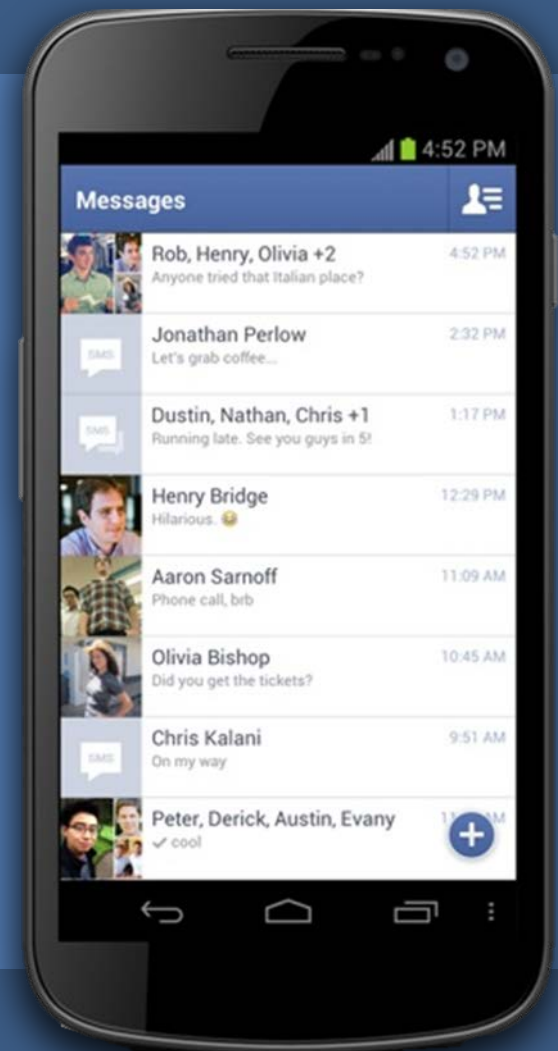 4:52 PM
Messages
Rob, Henry, Olivia +2
4:52 PM
Anyone tried that Italian place?
SMS
Jonathan Perlow
2:32 PM
Let's grab coffee...
SMS
Dustin, Nathan, Chris +1
1:17 PM
Running late. See you guys in 5!
Henry Bridge
12:29 PM
Hilarious. 😂
Aaron Sarnoff
11:09 AM
Phone call, brb
Olivia Bishop
10:45 AM
Did you get the tickets?
SMS
Chris Kalani
9:51 AM
On my way
Peter, Derick, Austin, Evany
✓ cool
+